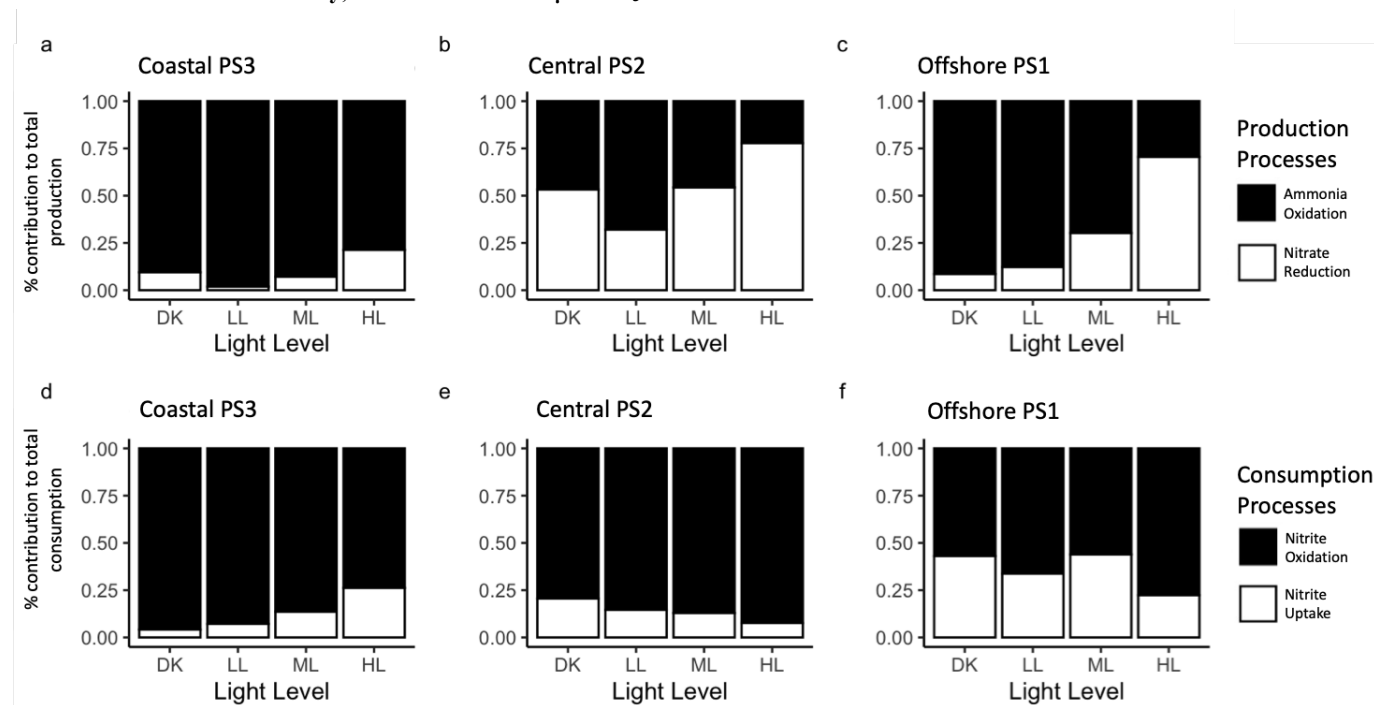 a
Coastal PS3
% contribution to total
production
1.00
0.75
0.50
0.25
0.00
DK LL ML HL
Light Level
b
Central PS2
1.00
0.75
0.50
0.25
0.00
DK LL ML HL
Light Level
c
Offshore PS1
1.00
0.75
0.50
0.25
0.00
DK LL ML HL
Light Level
Production
Processes
Ammonia
Oxidation
Nitrate
Reduction
d
Coastal PS3
% contribution to total
consumption
1.00
0.75
0.50
0.25
0.00
DK LL ML HL
Light Level
e
Central PS2
1.00
0.75
0.50
0.25
0.00
DK LL ML HL
Light Level
f
Offshore PS1
1.00
0.75
0.50
0.25
0.00
DK LL ML HL
Light Level
Consumption
Processes
Nitrite
Oxidation
Nitrite
Uptake